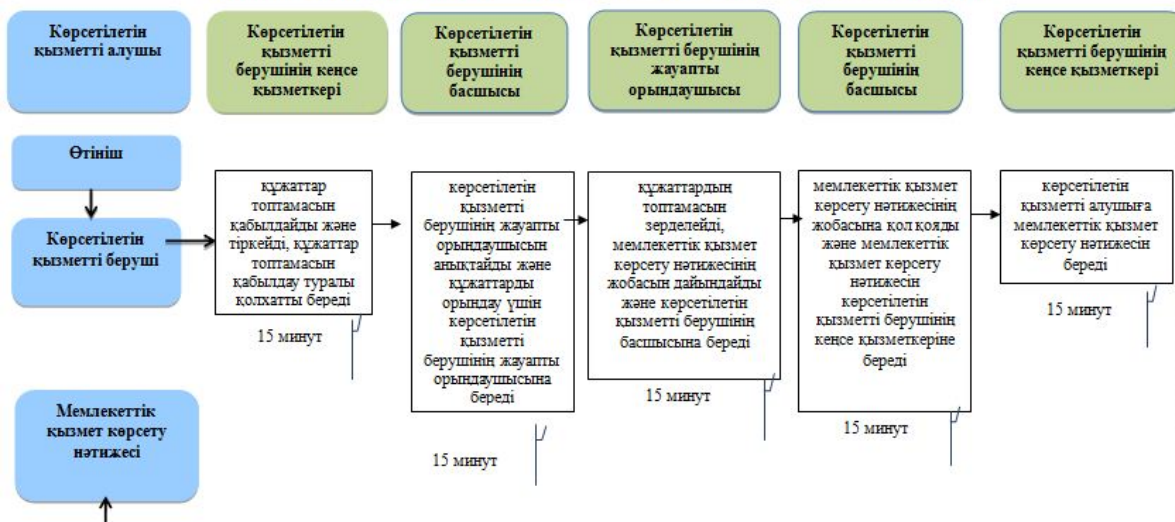 Көрсетілетін
қызметті алушы
Көрсетілетін
қызметті
берушінің кеңсе
қызметкері
Көрсетілетін
қызметті
берушінің
басшысы
Көрсетілетін
қызметті берушінің
жауапты
орындаушысы
Көрсетілетін
қызметті
берушінің
басшысы
Көрсетілетін
қызметті берушінің
кеңсе қызметкері
Өтініш
Көрсетілетін
қызметті беруші
құжаттар
топтамасын
қабылдайды және
тіркейді, құжаттар
топтамасын
қабылдау туралы
қолхатты береді
15 минут
көрсетілетін
қызметті
берушінің жауапты
орындаушысын
анықтайды және
құжаттарды
орындау үшін
көрсетілетін
қызметті
берушінің жауапты
орындаушысына
береді
15 минут
құжаттардың
топтамасын
зерделейді,
мемлекеттік қызмет
көрсету нәтижесінің
жобасын дайындайды
және көрсетілетін
қызметті берушінің
басшысына береді
15 минут
мемлекеттік қызмет
көрсету нәтижесінің
жобасына қол қояды
және мемлекеттік
қызмет көрсету
нәтижесін
көрсетілетін
қызметті берушінің
кеңсе қызметкеріне
береді
15 минут
көрсетілетін
қызметті алушыға
мемлекеттік қызмет
көрсету нәтижесін
береді
15 минут
Мемлекеттік
қызмет көрсету
нәтижесі